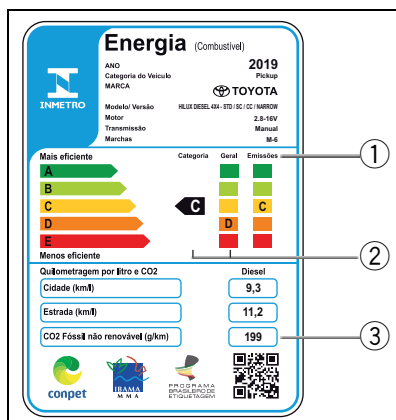 Energia (Combustível)
ANO 2019
Categoria do Veículo Pickup
MARCA TOYOTA
INMETRO
Modelo/ Versão HILUX DIESEL 4X4 - STD / SC / CC / NARROW
Motor 2.8-16V
Transmissão Manual
Marchas M-6
Mais eficiente Categoria Geral Emissões 1
A
B
C C C
D D
E
Menos eficiente 2
Quilometragem por litro e CO2 Diesel
Cidade (km/l) 9,3
Estrada (km/l) 11,2
CO2 Fóssil não renovável (g/km) 199 3
conpet
IBAMA
MMA
PROGRAMA
BRASILEIRO DE
ETIQUETAGEM